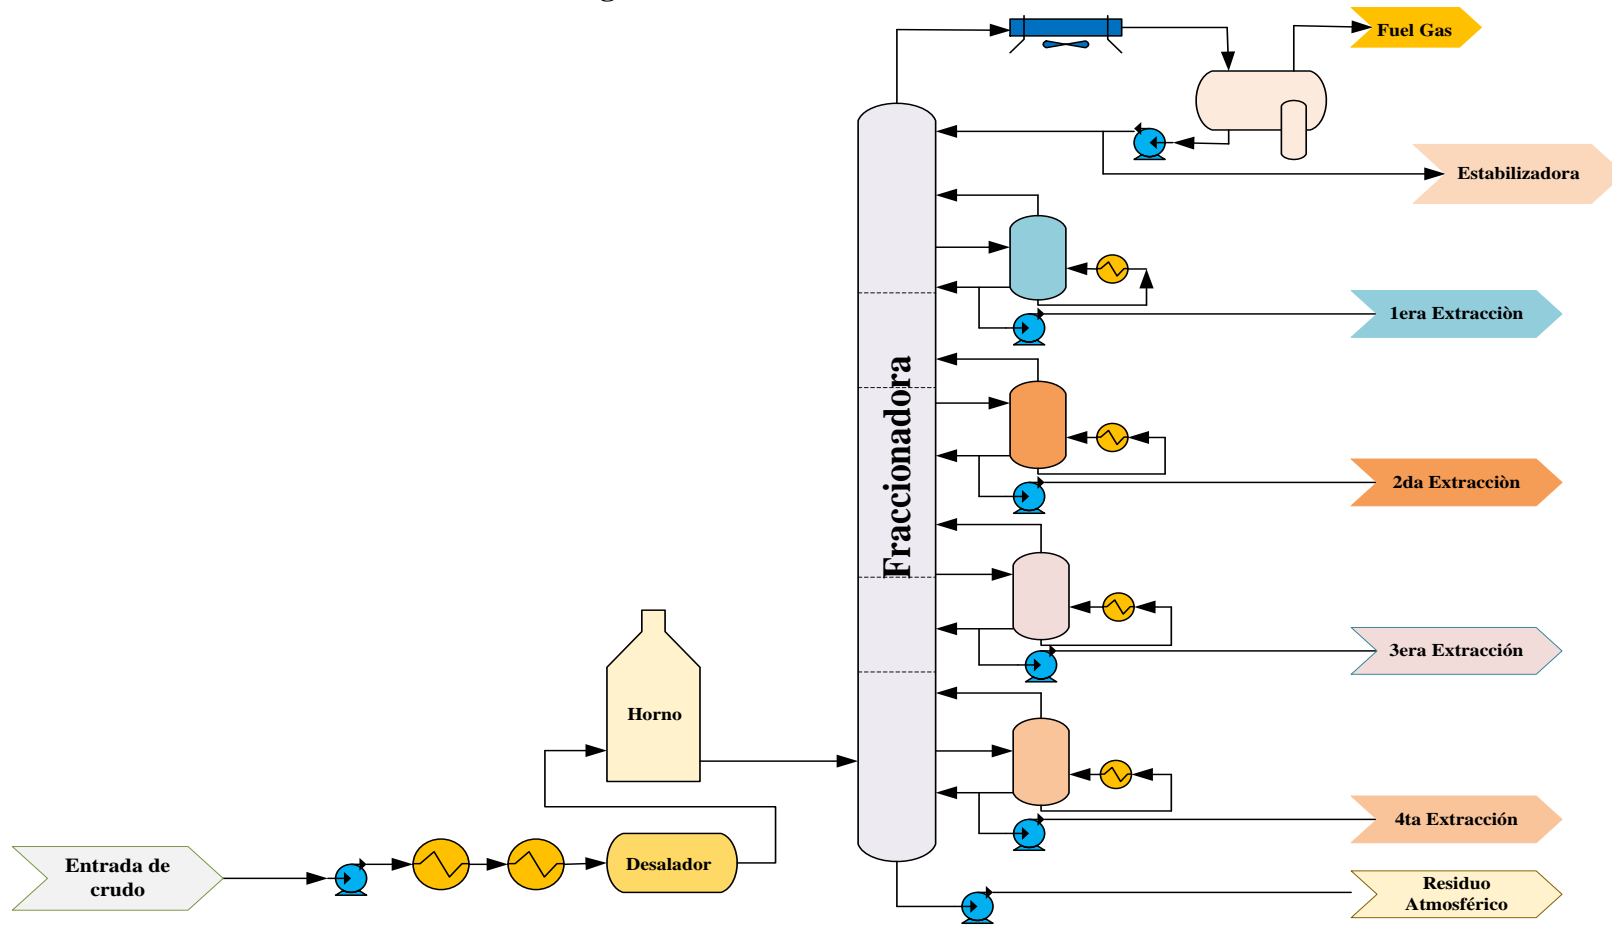 g
Fuel Gas
Estabilizadora
1era Extracciòn
Fraccionadora
2da Extracciòn
3era Extracción
Horno
4ta Extracción
Entrada de
crudo
Desalador
Residuo
Atmosférico